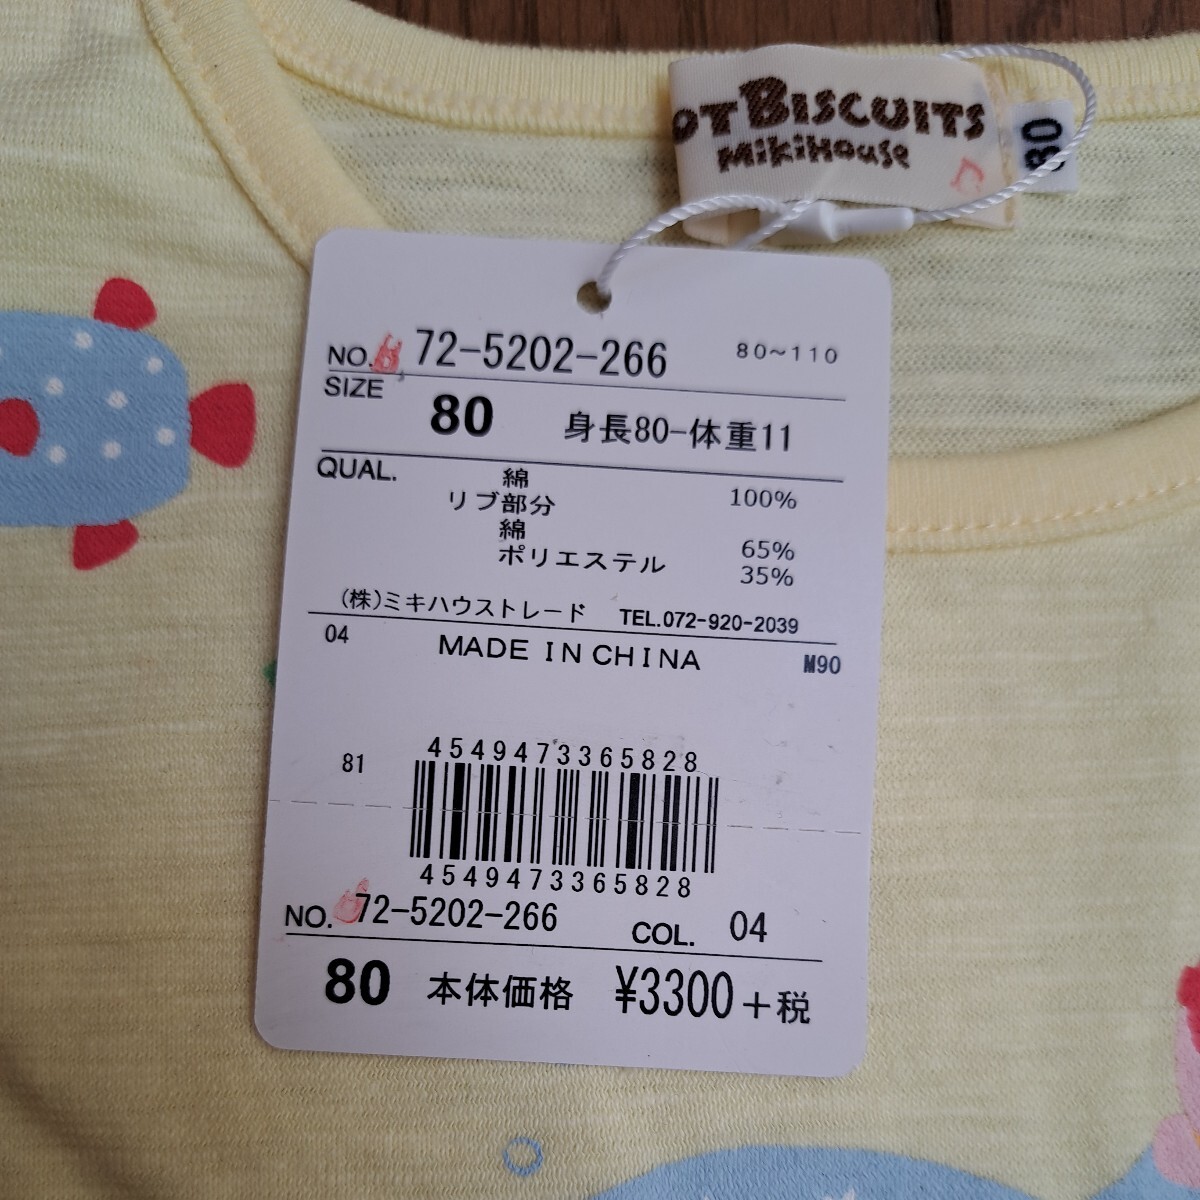 OT BISCUITS
MIKIHOUSE
80
NO. 72-5202-266 80~110
SIZE 80 身長80-体重11
QUAL. 綿 100%
リブ部分
綿 65%
ポリエステル 35%
(株)ミキハウストレード TEL.072-920-2039
04 MADE IN CHINA M90
4549473365828
81
4549473365828
NO. 72-5202-266 COL. 04
80 本体価格 ¥3300+税